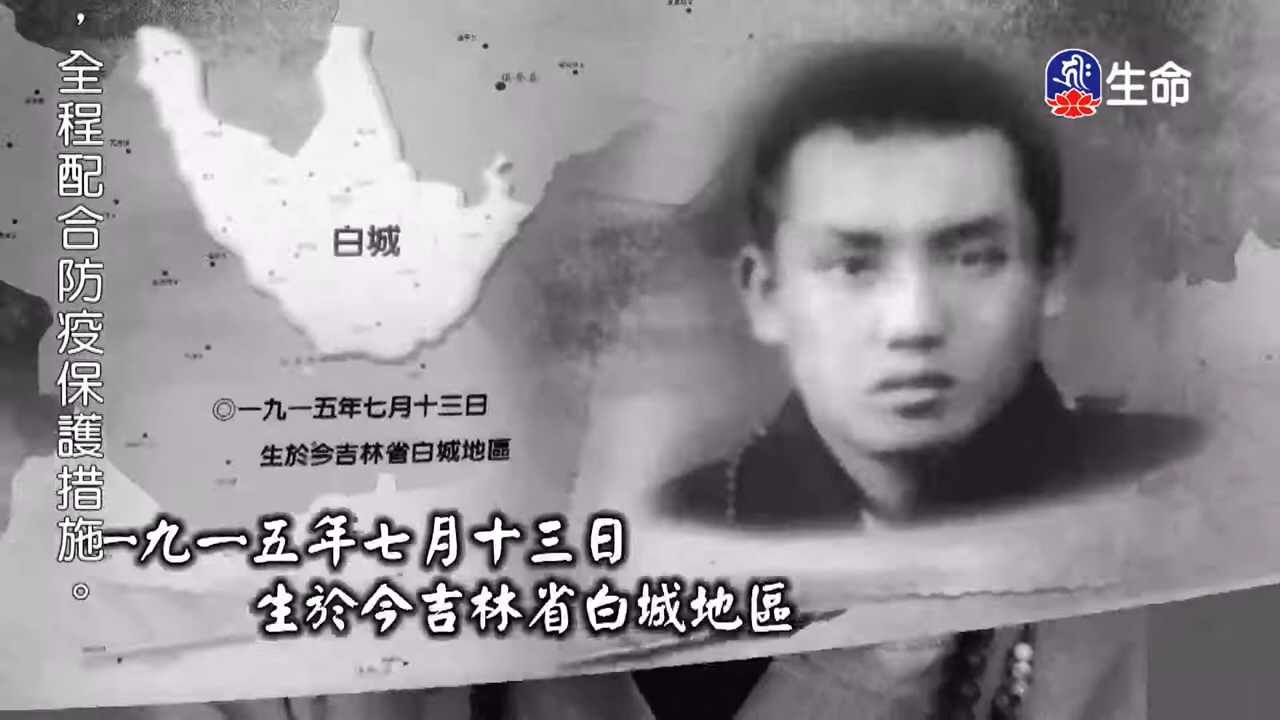 ，全程配合防疫保護措施。
生命
白城
◎一九一五年七月十三日
生於今吉林省白城地區
一九一五年七月十三日
生於今吉林省白城地區